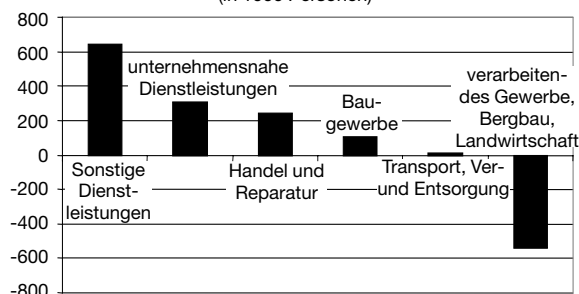 (in 1000 Personen)
800
600
400
200
0
-200
-400
-600
-800
unternehmensnahe
Dienstleistungen
Bau-
gewerbe
verarbeiten-
des Gewerbe,
Bergbau,
Landwirtschaft
Sonstige
Dienst-
leistungen
Handel und
Reparatur
Transport, Ver-
und Entsorgung